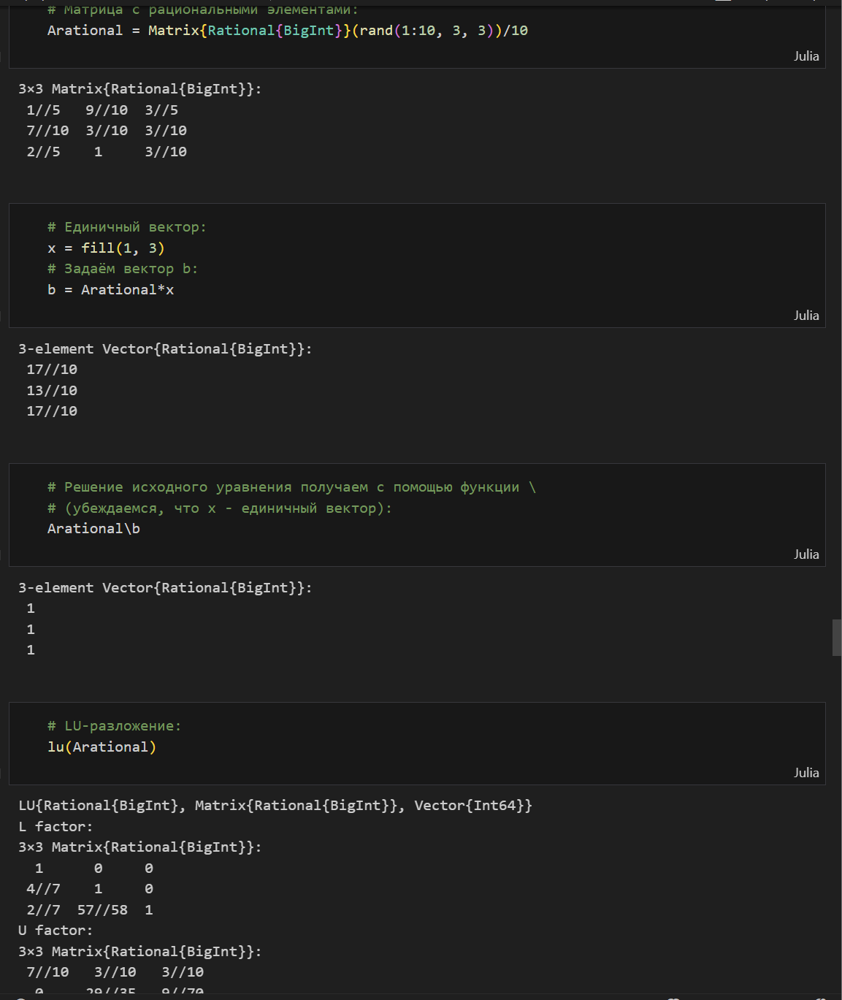 # Матрица с рациональными элементами:
Arational = Matrix{Rational{BigInt}}(rand(1:10, 3, 3))/10
Julia
3×3 Matrix{Rational{BigInt}}:
1//5 9//10 3//5
7//10 3//10 3//10
2//5 1 3//10
# Единичный вектор:
x = fill(1, 3)
# Задаём вектор b:
b = Arational*x
Julia
3-element Vector{Rational{BigInt}}:
17//10
13//10
17//10
# Решение исходного уравнения получаем с помощью функции \
# (убеждаемся, что x - единичный вектор):
Arational\b
Julia
3-element Vector{Rational{BigInt}}:
1
1
1
# LU-разложение:
lu(Arational)
Julia
LU{Rational{BigInt}, Matrix{Rational{BigInt}}, Vector{Int64}}
L factor:
3×3 Matrix{Rational{BigInt}}:
1 0 0
4//7 1 0
2//7 57//58 1
U factor:
3×3 Matrix{Rational{BigInt}}:
7//10 3//10 3//10
0 29//35 9//70